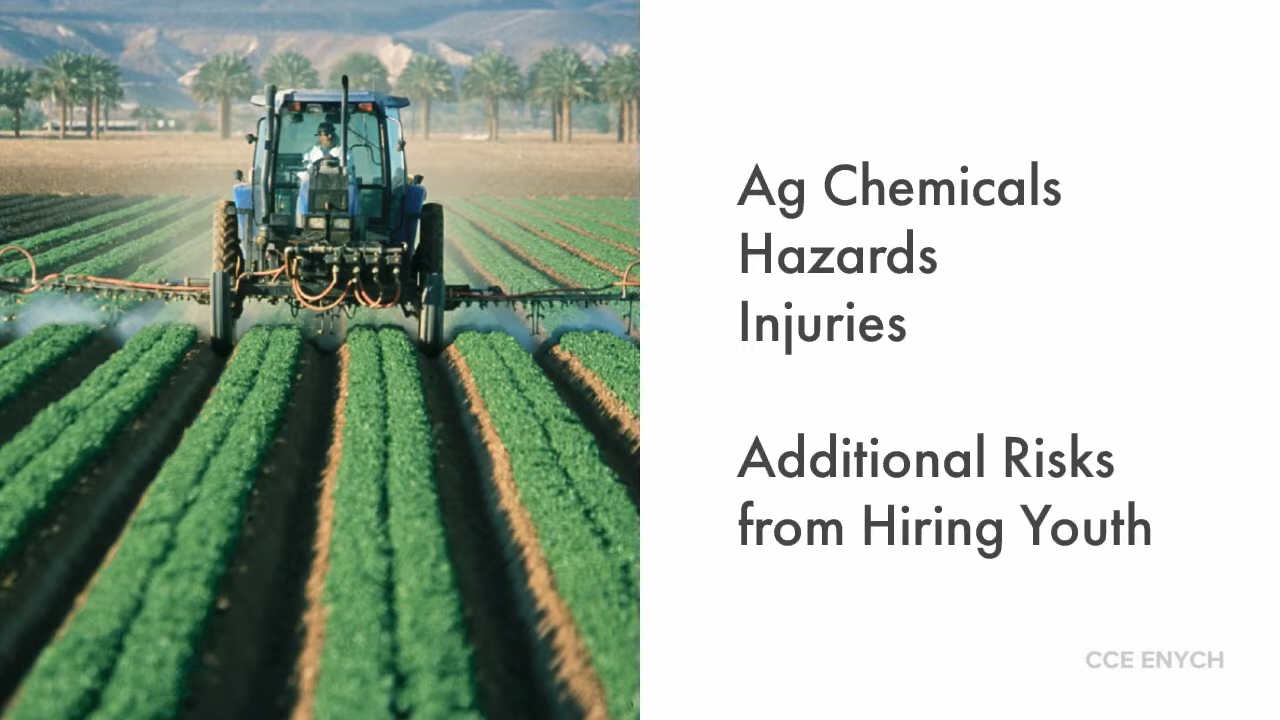 Ag Chemicals
Hazards
Injuries
Additional Risks
from Hiring Youth
CCE ENYCH